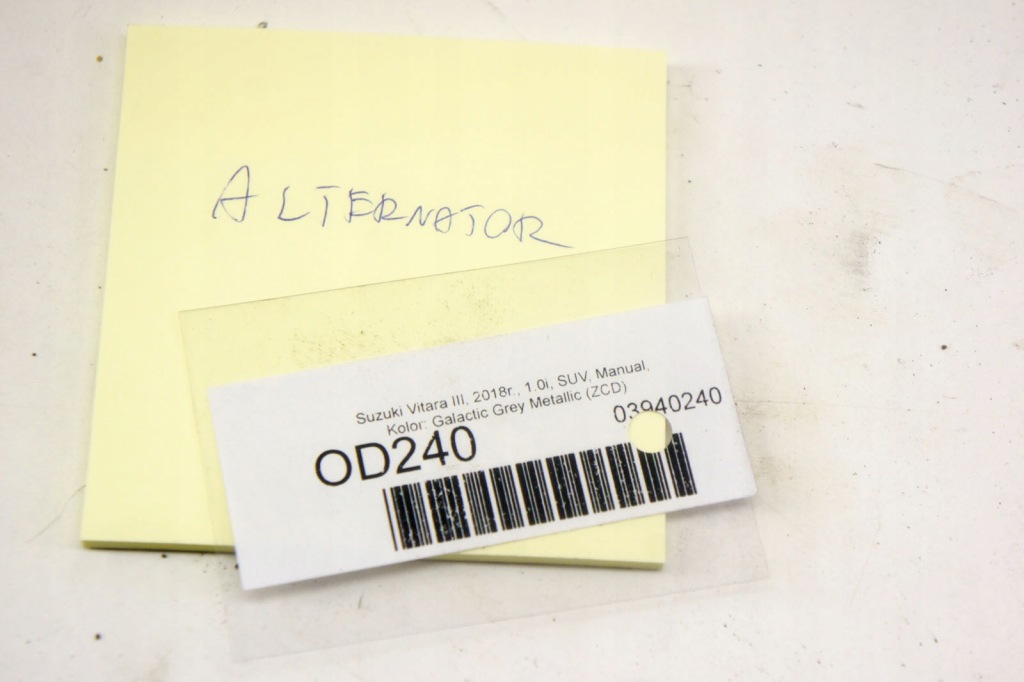 ALTERNATOR
Suzuki Vitara III, 2018r., 1.0i, SUV, Manual,
Kolor: Galactic Grey Metallic (ZCD)
OD240 03940240